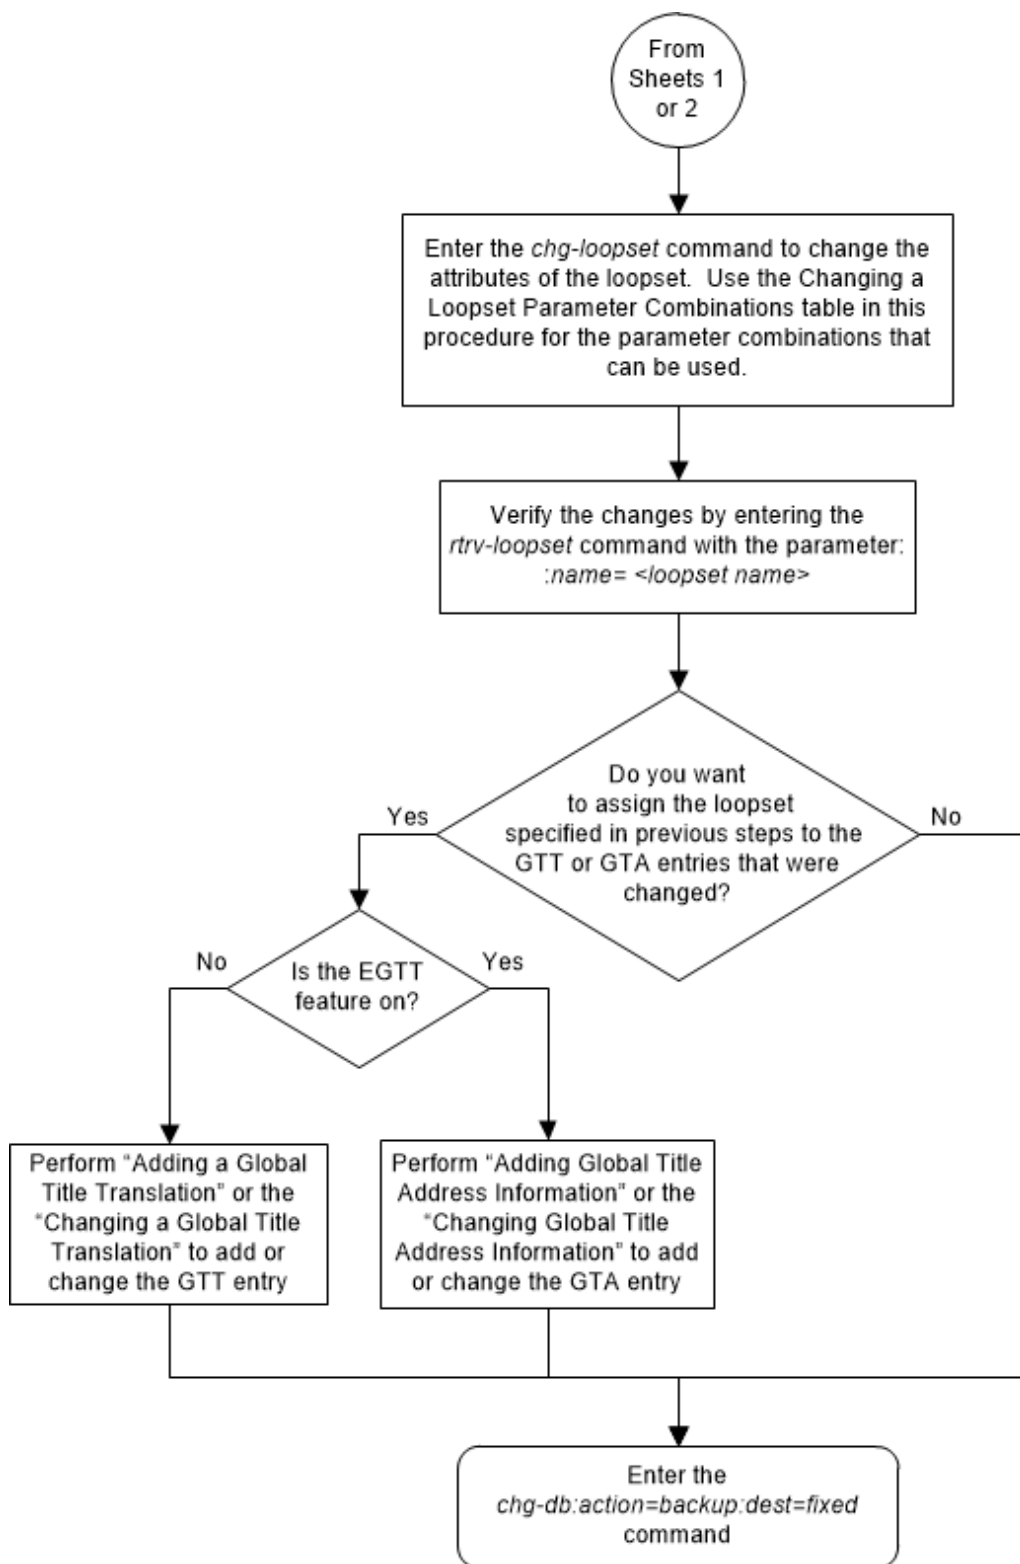 From
Sheets 1
or 2
Enter the chg-loopset command to change the
attributes of the loopset. Use the Changing a
Loopset Parameter Combinations table in this
procedure for the parameter combinations that
can be used.
Verify the changes by entering the
rtrv-loopset command with the parameter:
:name= <loopset name>
Do you want
to assign the loopset
specified in previous steps to the
GTT or GTA entries that were
changed?
Yes
No
Is the EGTT
feature on?
No
Yes
Perform “Adding a Global
Title Translation” or the
“Changing a Global Title
Translation” to add or
change the GTT entry
Perform “Adding Global Title
Address Information” or the
“Changing Global Title
Address Information” to add
or change the GTA entry
Enter the
chg-db:action=backup:dest=fixed
command